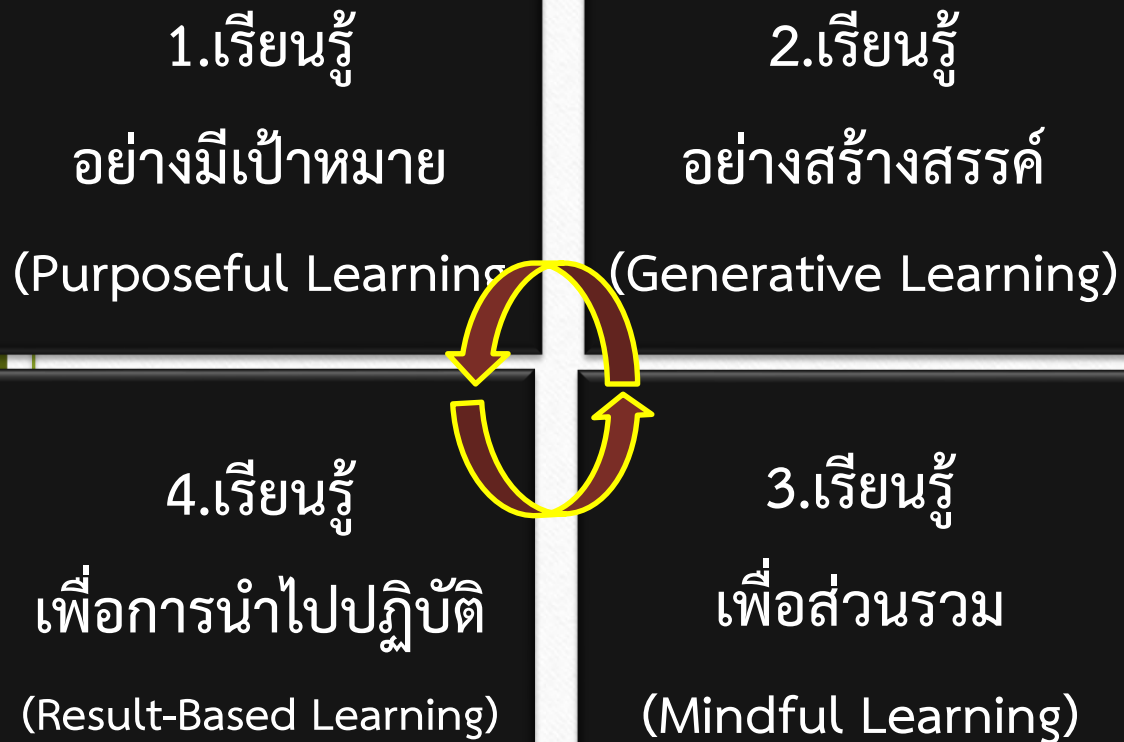 1.เรียนรู้
อย่างมีเป้าหมาย
(Purposeful Learning
2.เรียนรู้
อย่างสร้างสรรค์
(Generative Learning)
4.เรียนรู้
เพื่อการนำไปปฏิบัติ
(Result-Based Learning)
3.เรียนรู้
เพื่อส่วนรวม
(Mindful Learning)